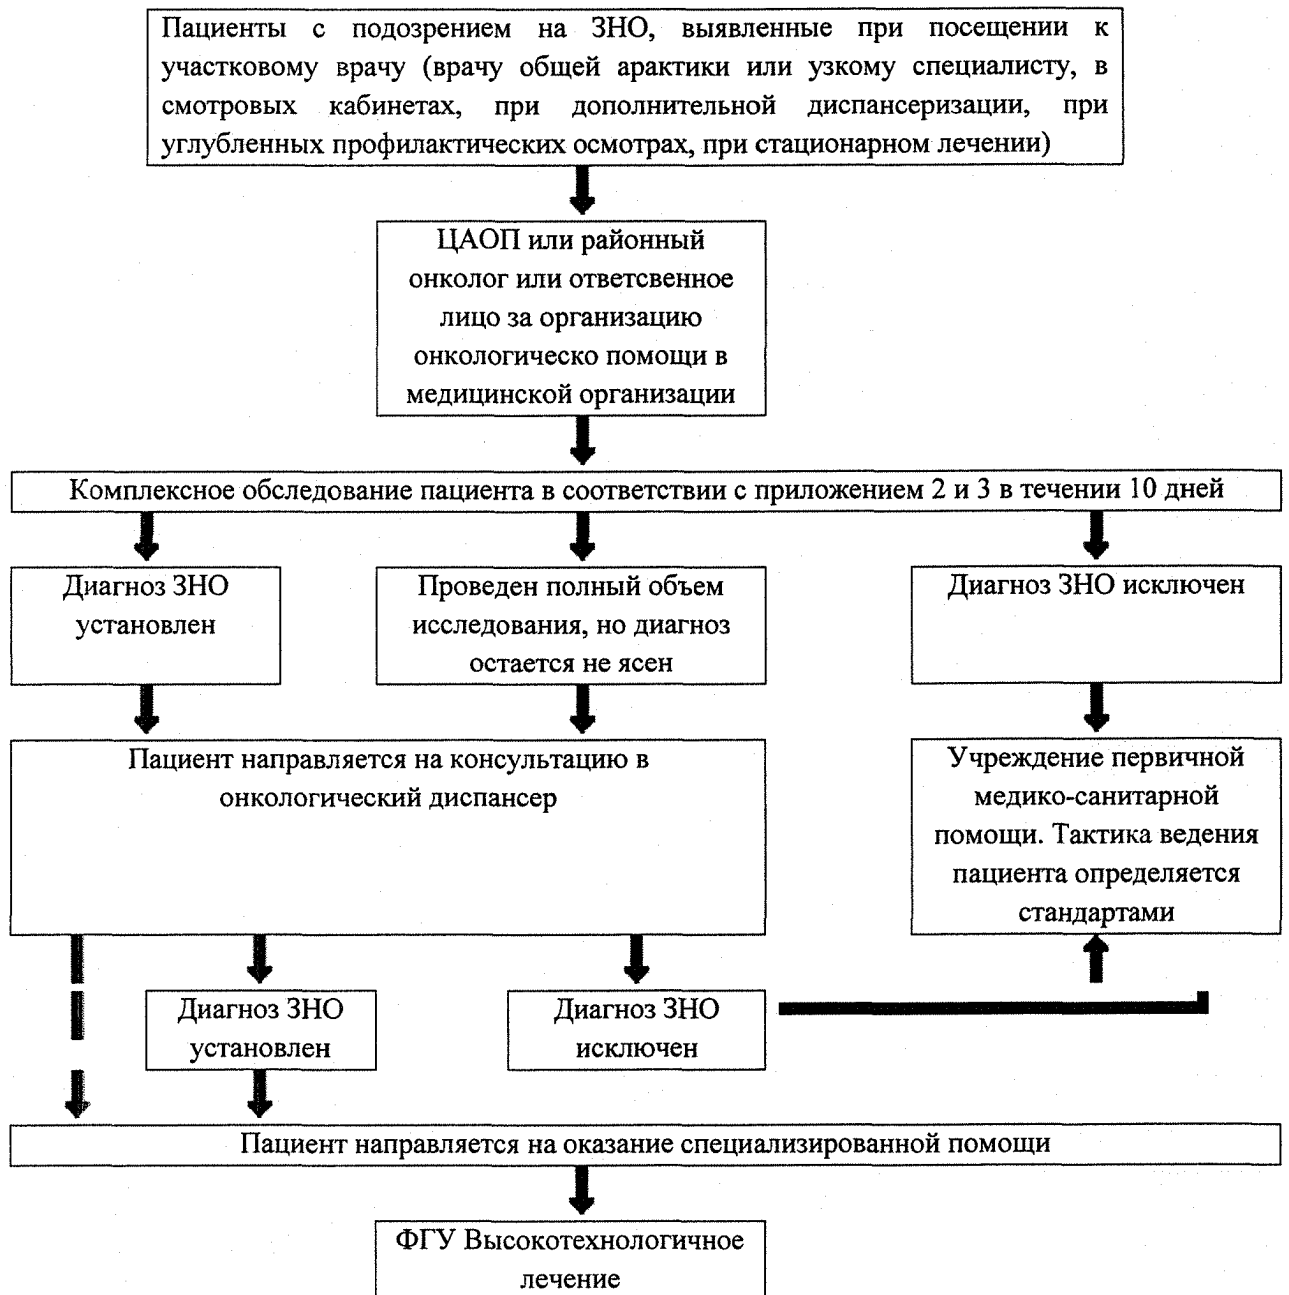 Пациенты с подозрением на ЗНО, выявленные при посещении к
участковому врачу (врачу общей арактики или узкому специалисту, в
смотровых кабинетах, при дополнительной диспансеризации, при
углубленных профилактических осмотрах, при стационарном лечении)
ЦАОП или районный
онколог или ответсвенное
лицо за организацию
онкологическо помощи в
медицинской организации
Комплексное обследование пациента в соответствии с приложением 2 и 3 в течении 10 дней
Диагноз ЗНО
установлен
Проведен полный объем
исследования, но диагноз
остается не ясен
Диагноз ЗНО исключен
Пациент направляется на консультацию в
онкологический диспансер
Учреждение первичной
медико-санитарной
помощи. Тактика ведения
пациента определяется
стандартами
Диагноз ЗНО
установлен
Диагноз ЗНО
исключен
Пациент направляется на оказание специализированной помощи
ФГУ Высокотехнологичное
лечение